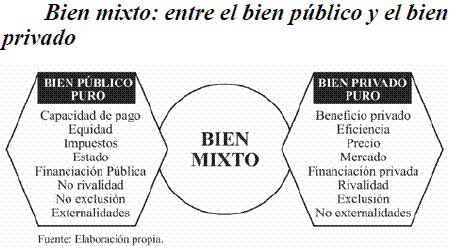 Bien mixto: entre el bien público y el bien
privado
BIEN PÚBLICO
PURO
Capacidad de pago
Equidad
Impuestos
Estado
Financiación Pública
No rivalidad
No exclusión
Externalidades
BIEN
MIXTO
BIEN PRIVADO
PURO
Beneficio privado
Eficiencia
Precio
Mercado
Financiación privada
Rivalidad
Exclusión
No externalidades
Fuente: Elaboración propia.